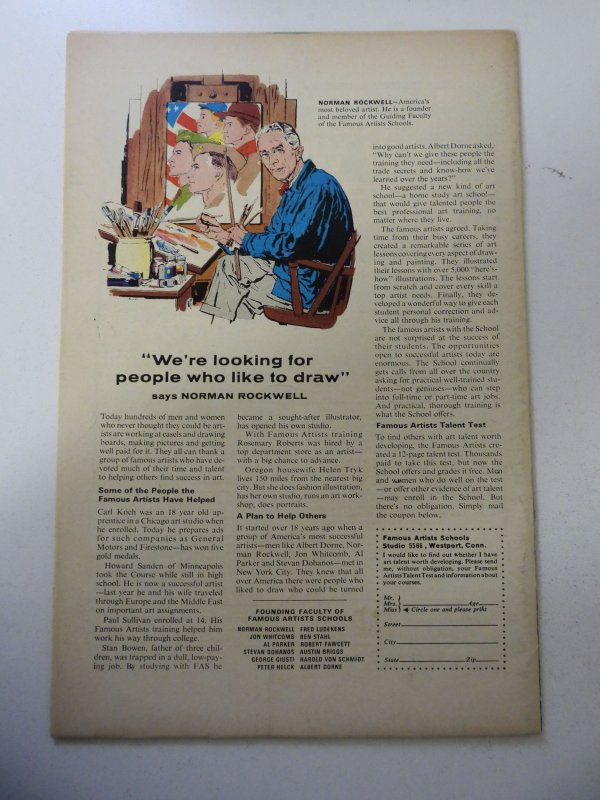 NORMAN ROCKWELL—America's
most beloved artist. He is a founder
and member of the Guiding Faculty
of the Famous Artists Schools.
"We're looking for
people who like to draw"
says NORMAN ROCKWELL
Today hundreds of men and women
who never thought they could be art-
ists are working at easels and drawing
boards, making pictures and getting
well paid for it. They all can thank a
group of famous artists who have de-
voted much of their time and talent
to helping others find success in art.
Some of the People the
Famous Artists Have Helped
Carl Koch was an 18 year old ap-
prentice in a Chicago art studio when
he enrolled. Today he prepares ads
for such companies as General
Motors and Firestone—has won five
gold medals.
Howard Sanden of Minneapolis
took the Course while still in high
school. He is now a successful artist
—last year he and his wife traveled
through Europe and the Middle East
on important art assignments.
Paul Sullivan enrolled at 14. His
Famous Artists training helped him
work his way through college.
Stan Bowen, father of three chil-
dren, was trapped in a dull, low-pay-
ing job. By studying with FAS he
became a sought-after illustrator,
has opened his own studio.
With Famous Artists training
Rosemary Roberts was hired by a
top department store as an artist—
with a big chance to advance.
Oregon housewife Helen Tryk
lives 150 miles from the nearest big
city. But she does fashion illustration,
has her own studio, runs an art work-
shop, does portraits.
A Plan to Help Others
It started over 18 years ago when a
group of America's most successful
artists—men like Albert Dorne, Nor-
man Rockwell, Jon Whitcomb, Al
Parker and Stevan Dohanos—met in
New York City. They knew that all
over America there were people who
liked to draw who could be turned
FOUNDING FACULTY OF
FAMOUS ARTISTS SCHOOLS
NORMAN ROCKWELL FRED LUDEKENS
JON WHITCOMB BEN STAHL
AL PARKER ROBERT FAWCETT
STEVAN DOHANOS AUSTIN BRIGGS
GEORGE GIUSTI HAROLD VON SCHMIDT
PETER HELCK ALBERT DORNE
into good artists. Albert Dorne asked,
"Why can't we give these people the
training they need—including all the
trade secrets and know-how we've
learned over the years?"
He suggested a new kind of art
school—a home study art school—
that would give talented people the
best professional art training, no
matter where they live.
The famous artists agreed. Taking
time from their busy careers, they
created a remarkable series of art
lessons covering every aspect of draw-
ing and painting. They illustrated
their lessons with over 5,000 "here's-
how" illustrations. The lessons start
from scratch and cover every skill a
top artist needs. Finally, they de-
veloped a wonderful way to give each
student personal correction and ad-
vice all through his training.
The famous artists with the School
are not surprised at the success of
their students. The opportunities
open to successful artists today are
enormous. The School continually
gets calls from all over the country
asking for practical well-trained stu-
dents—not geniuses—who can step
into full-time or part-time art jobs.
And practical, thorough training is
what the School offers.
Famous Artists Talent Test
To find others with art talent worth
developing, the Famous Artists cre-
ated a 12-page talent test. Thousands
paid to take this test, but now the
School offers and grades it free. Men
and women who do well on the test
—or offer other evidence of art talent
—may enroll in the School. But
there's no obligation. Simply mail
the coupon below.
Famous Artists Schools
Studio 5566, Westport, Conn.
I would like to find out whether I have
art talent worth developing. Please send
me, without obligation, your Famous
Artists Talent Test and information about
your courses.
Mr.
Mrs. Age
Miss Circle one and please print
Street
City
State Zip